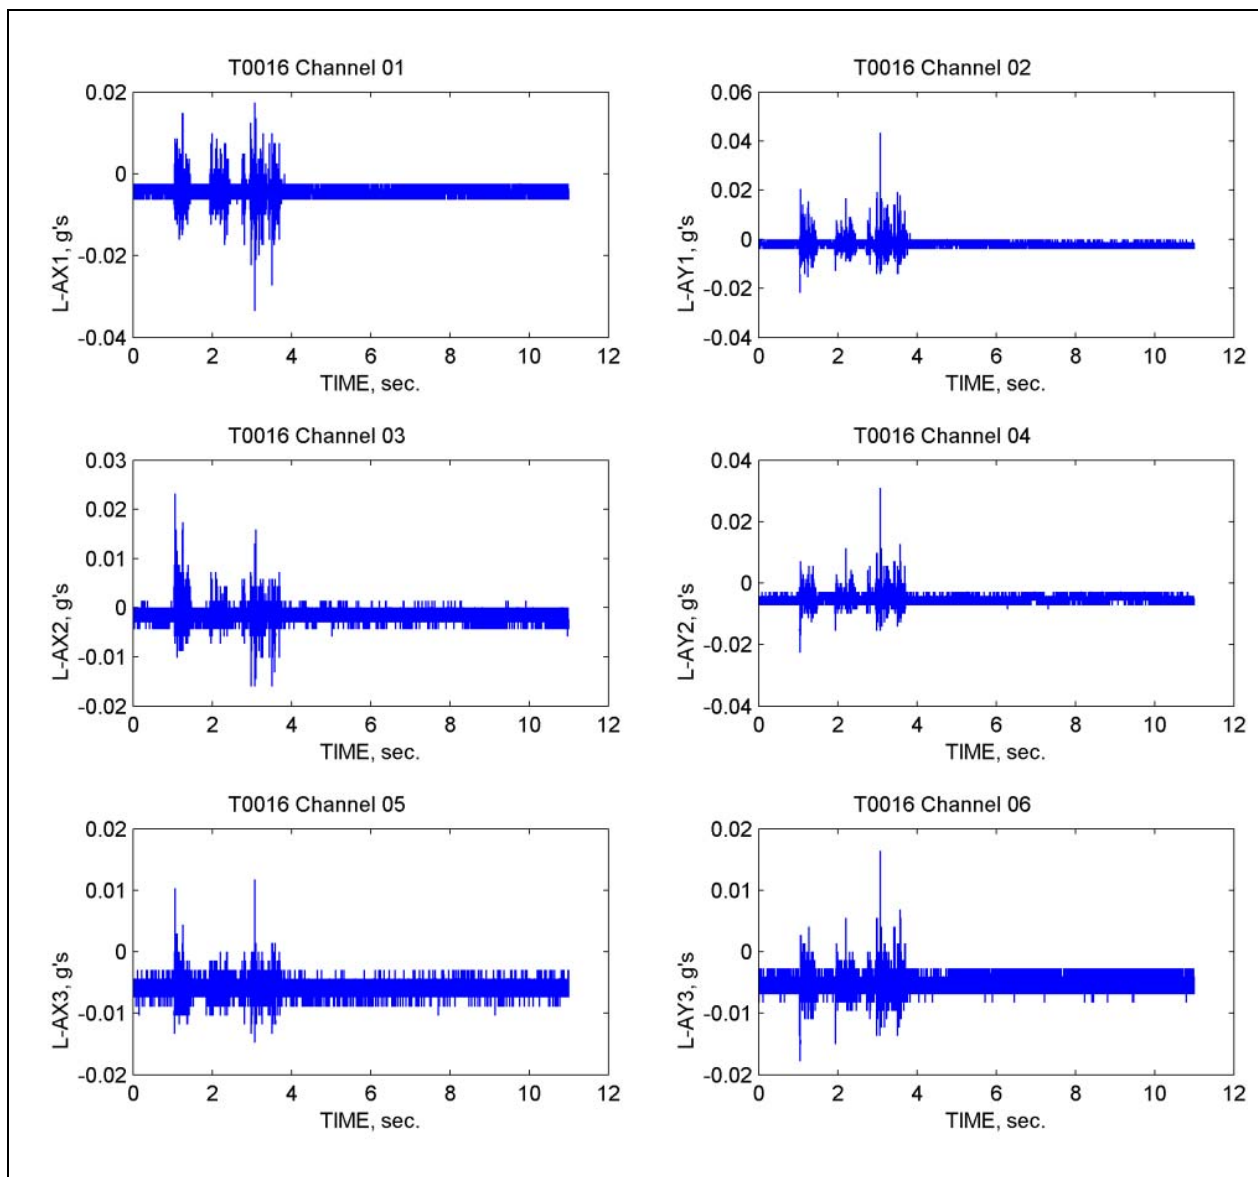 T0016 Channel 01
0.02
0
-0.02
-0.04
L-AX1, g's
0 2 4 6 8 10 12
TIME, sec.
T0016 Channel 02
0.06
0.04
0.02
0
-0.02
-0.04
L-AY1, g's
0 2 4 6 8 10 12
TIME, sec.
T0016 Channel 03
0.03
0.02
0.01
0
-0.01
-0.02
L-AX2, g's
0 2 4 6 8 10 12
TIME, sec.
T0016 Channel 04
0.04
0.02
0
-0.02
-0.04
L-AY2, g's
0 2 4 6 8 10 12
TIME, sec.
T0016 Channel 05
0.02
0.01
0
-0.01
-0.02
L-AX3, g's
0 2 4 6 8 10 12
TIME, sec.
T0016 Channel 06
0.02
0.01
0
-0.01
-0.02
L-AY3, g's
0 2 4 6 8 10 12
TIME, sec.